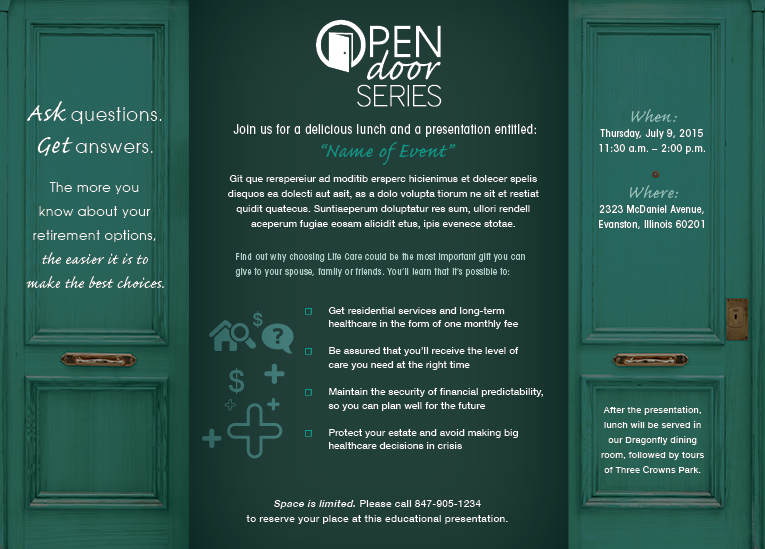 Ask questions.
Get answers.
The more you
know about your
retirement options,
the easier it is to
make the best choices.
OPEN
door
SERIES
Join us for a delicious lunch and a presentation entitled:
“Name of Event”
Git que rerspereiur ad moditib ersperc hicienimus et dolecer spelis
disquos ea dolecti aut asit, as a dolo volupta tiorum ne sit et restiat
quidit quatecus. Suntiaeperum doluptatur res sum, ullori rendell
aceperum fugiae eosam alicidit etus, ipis evenece stotae.
Find out why choosing Life Care could be the most important gift you can
give to your spouse, family or friends. You’ll learn that it’s possible to:
Get residential services and long-term
healthcare in the form of one monthly fee
Be assured that you’ll receive the level of
care you need at the right time
Maintain the security of financial predictability,
so you can plan well for the future
Protect your estate and avoid making big
healthcare decisions in crisis
$
?
$
Space is limited. Please call 847-905-1234
to reserve your place at this educational presentation.
When:
Thursday, July 9, 2015
11:30 a.m. – 2:00 p.m.
Where:
2323 McDaniel Avenue,
Evanston, Illinois 60201
After the presentation,
lunch will be served in
our Dragonfly dining
room, followed by tours
of Three Crowns Park.